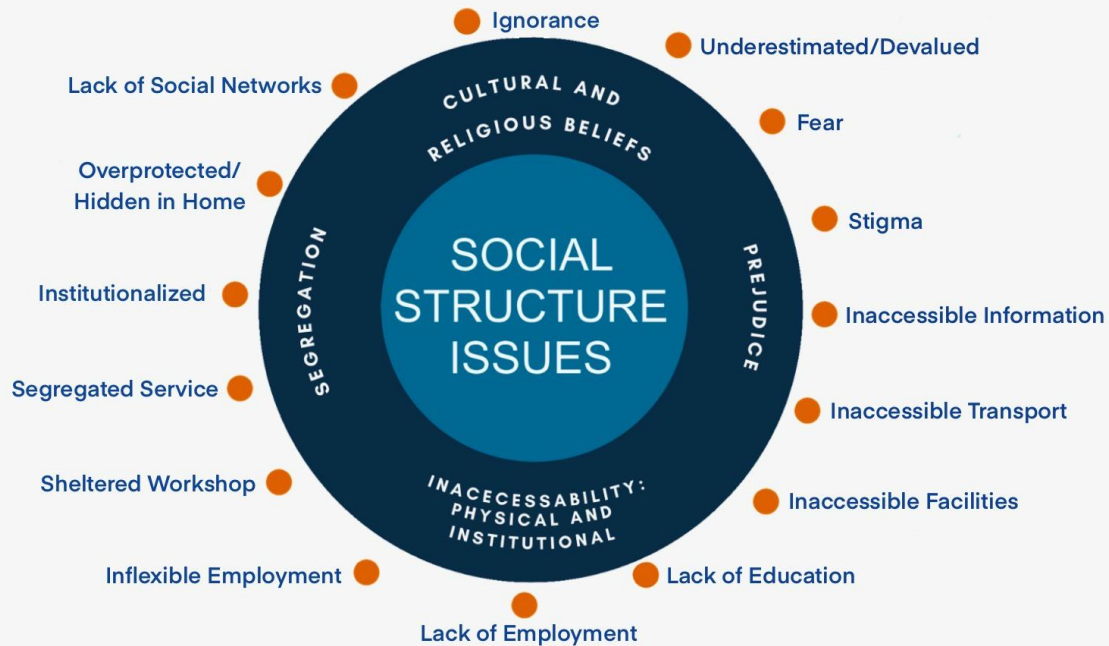 Ignorance
Underestimated/Devalued
Lack of Social Networks
Fear
Overprotected/
Hidden in Home
Stigma
Institutionalized
Inaccessible Information
Segregated Service
Inaccessible Transport
Sheltered Workshop
Inaccessible Facilities
Inflexible Employment
Lack of Education
Lack of Employment
CULTURAL AND
RELIGIOUS BELIEFS
SEGREGATION
PREJUDICE
SOCIAL
STRUCTURE
ISSUES
INACECESSABILITY:
PHYSICAL AND
INSTITUTIONAL